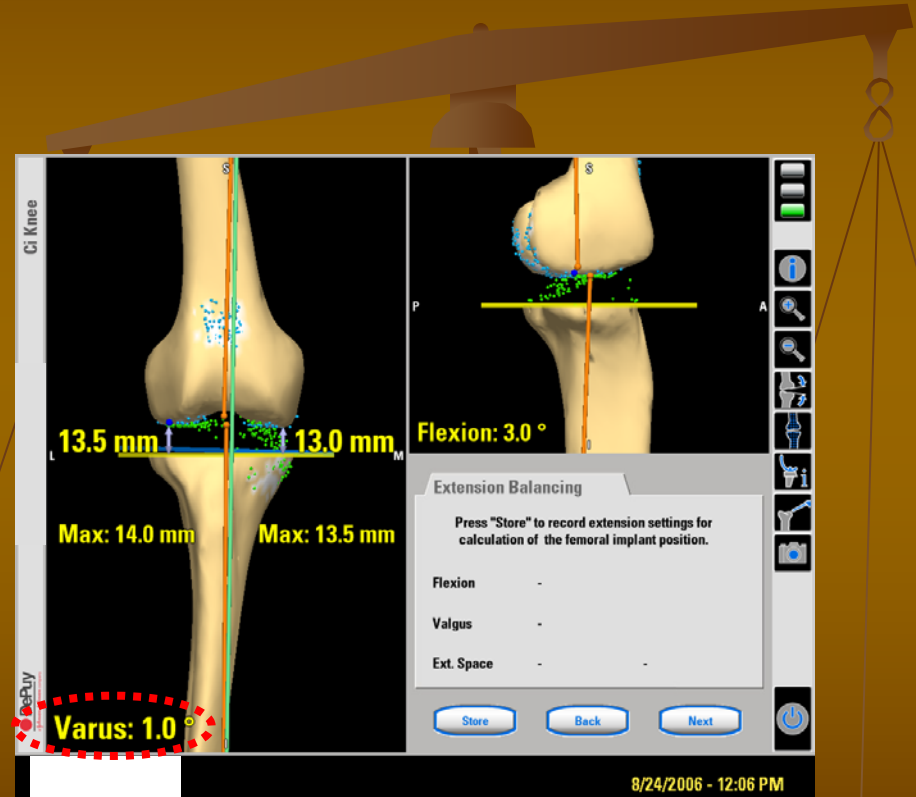 Ci Knee
S
13.5 mm
13.0 mm
L
M
Max: 14.0 mm
Max: 13.5 mm
DePuy
Varus: 1.0 °
I
S
P
A
Flexion: 3.0 °
I
Extension Balancing
Press "Store" to record extension settings for
calculation of the femoral implant position.
Flexion -
Valgus -
Ext. Space - -
Store Back Next
i
i
8/24/2006 - 12:06 PM